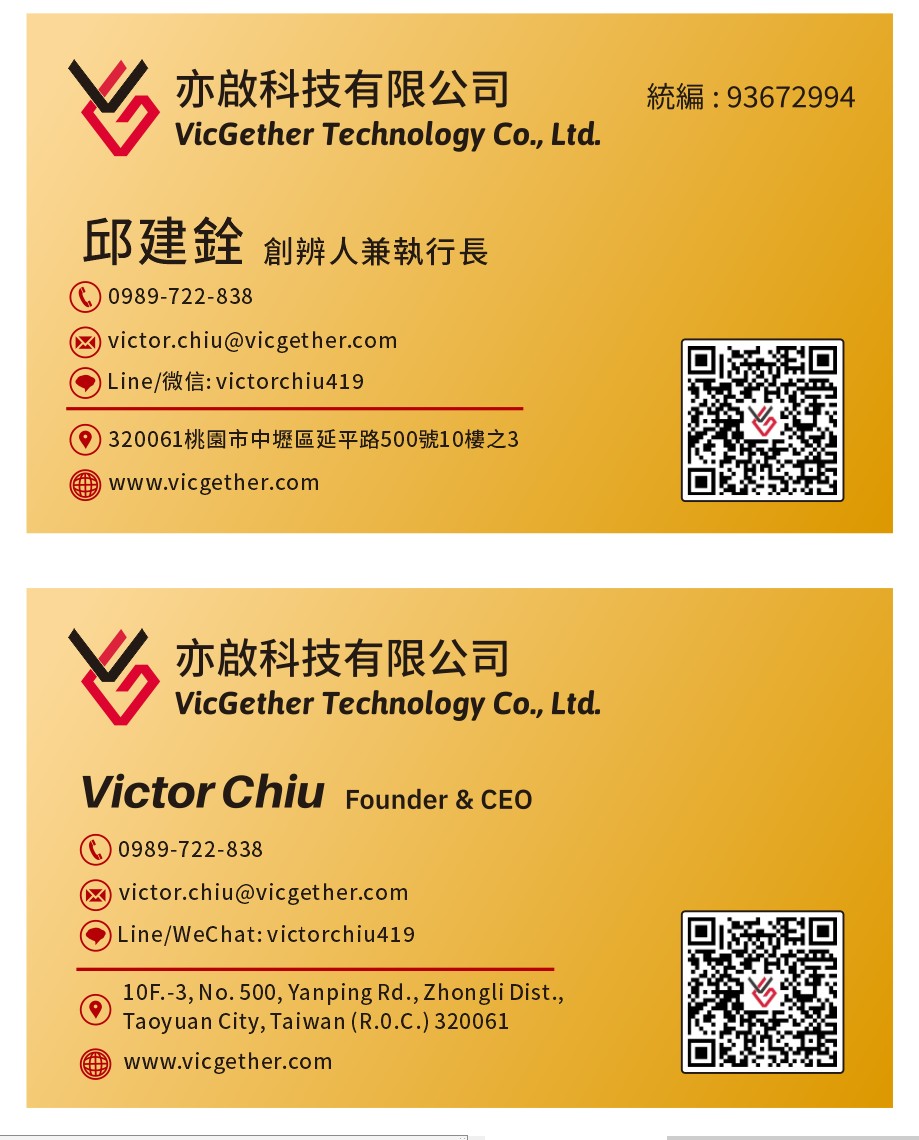 亦啟科技有限公司
VicGether Technology Co., Ltd.
統編 : 93672994
邱建銓 創辨人兼執行長
0989-722-838
victor.chiu@vicgether.com
Line/微信: victorchiu419
320061桃園市中壢區延平路500號10樓之3
www.vicgether.com
亦啟科技有限公司
VicGether Technology Co., Ltd.
Victor Chiu Founder & CEO
0989-722-838
victor.chiu@vicgether.com
Line/WeChat: victorchiu419
10F.-3, No. 500, Yanping Rd., Zhongli Dist.,
Taoyuan City, Taiwan (R.O.C.) 320061
www.vicgether.com